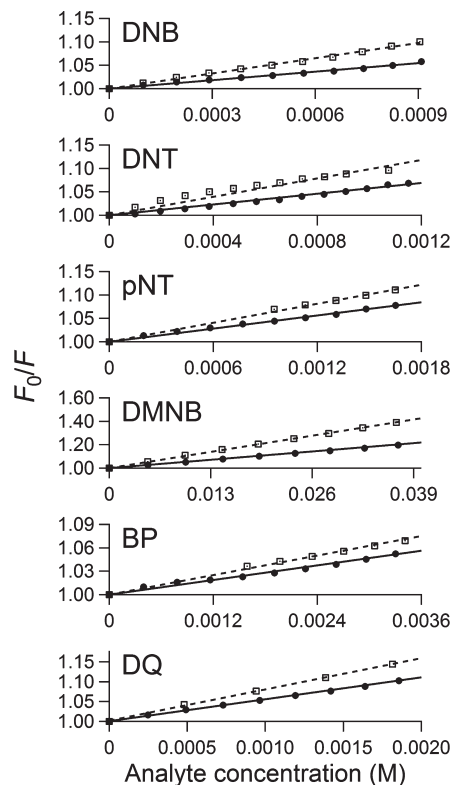 1.15
DNB
1.10
1.05
1.00
0 0.0003 0.0006 0.0009
1.15
DNT
1.10
1.05
1.00
0 0.0004 0.0008 0.0012
1.15
pNT
1.10
1.05
1.00
0 0.0006 0.0012 0.0018
F0/F
1.60
DMNB
1.40
1.20
1.00
0 0.013 0.026 0.039
1.09
BP
1.06
1.03
1.00
0 0.0012 0.0024 0.0036
DQ
1.15
1.10
1.05
1.00
0 0.0005 0.0010 0.0015 0.0020
Analyte concentration (M)